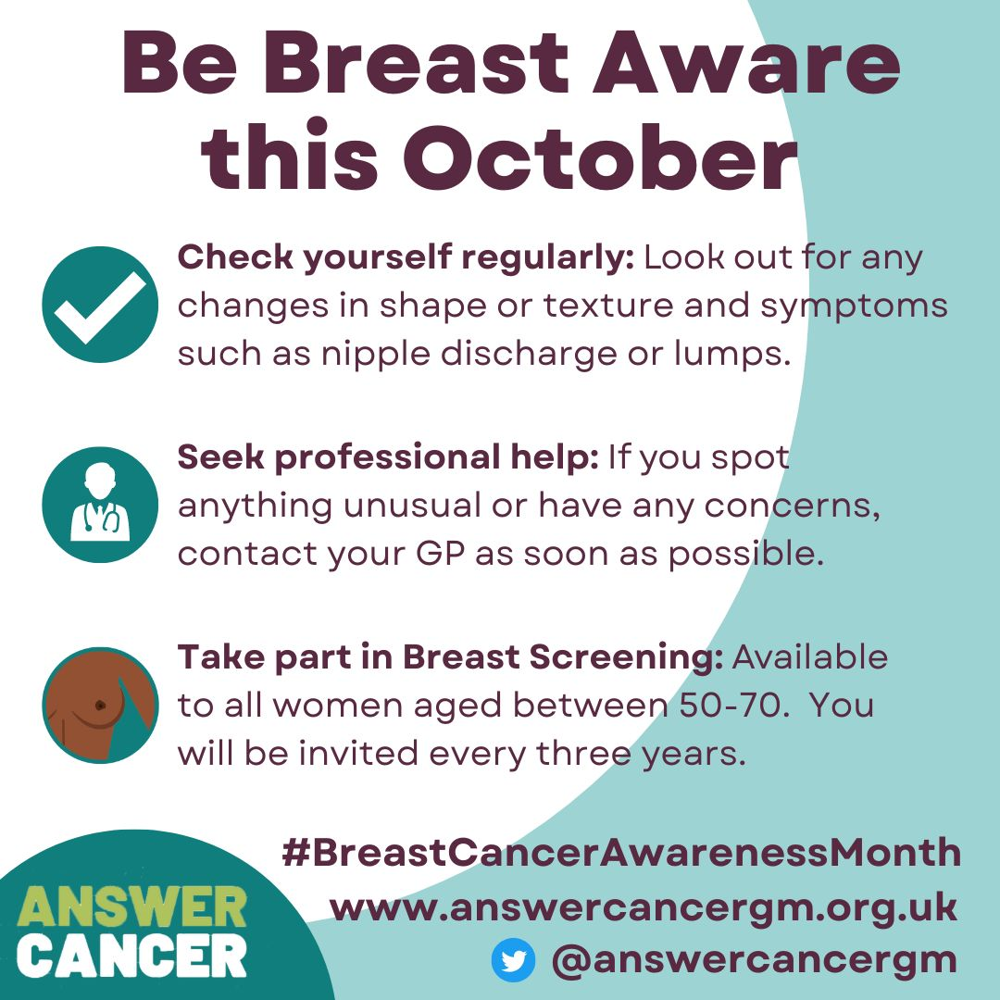 Be Breast Aware
this October
Check yourself regularly: Look out for any
changes in shape or texture and symptoms
such as nipple discharge or lumps.
Seek professional help: If you spot
anything unusual or have any concerns,
contact your GP as soon as possible.
Take part in Breast Screening: Available
to all women aged between 50-70.  You
will be invited every three years.
#BreastCancerAwarenessMonth
www.answercancergm.org.uk
@answercancergm
ANSWER
CANCER